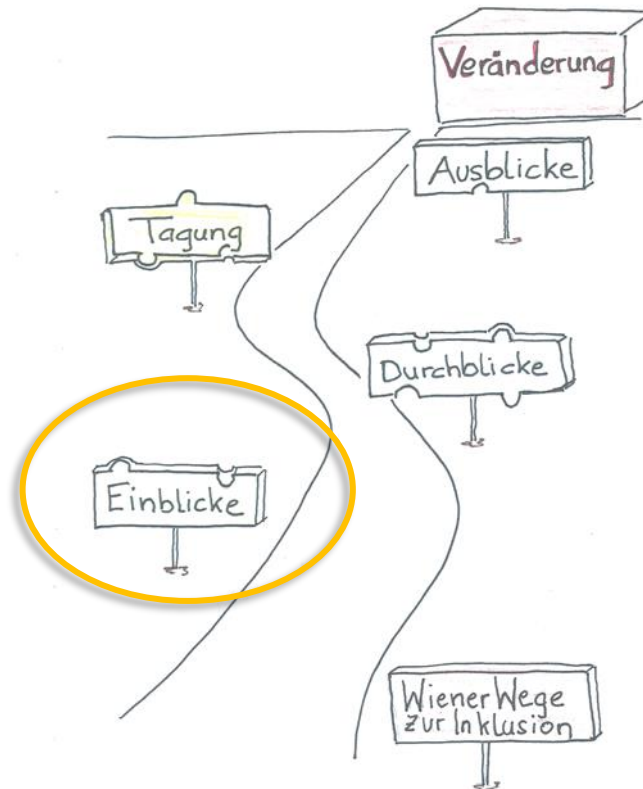 Veränderung
Ausblicke
Tagung
Durchblicke
Einblicke
Wiener Wege
zur Inklusion